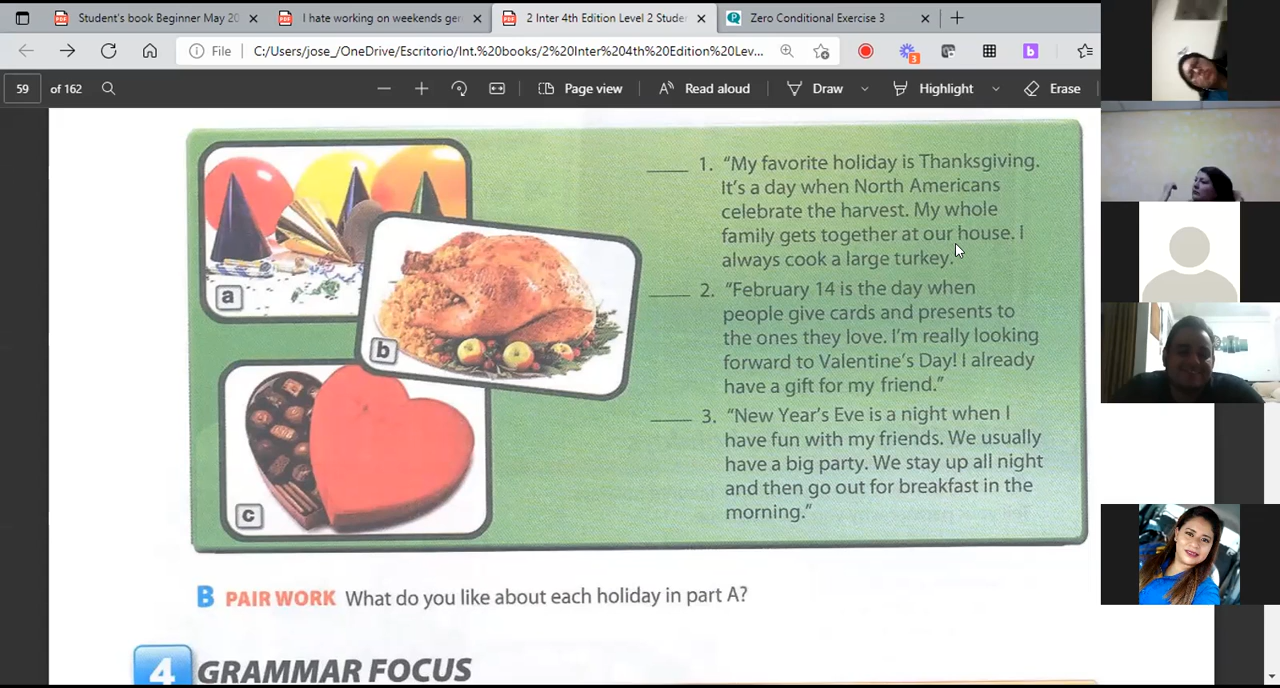 Student's book Beginner May 20
I hate working on weekends ger
2 Inter 4th Edition Level 2 Stude
Zero Conditional Exercise 3
File
C:/Users/jose_/OneDrive/Escritorio/Int.%20books/2%20Inter%204th%20Edition%20Lev...
3
b
59 of 162
Page view
Read aloud
Draw
Highlight
Erase
a
b
c
1. "My favorite holiday is Thanksgiving.
It's a day when North Americans
celebrate the harvest. My whole
family gets together at our house. I
always cook a large turkey."
2. "February 14 is the day when
people give cards and presents to
the ones they love. I'm really looking
forward to Valentine's Day! I already
have a gift for my friend."
3. "New Year's Eve is a night when I
have fun with my friends. We usually
have a big party. We stay up all night
and then go out for breakfast in the
morning."
B PAIR WORK What do you like about each holiday in part A?
4 GRAMMAR FOCUS